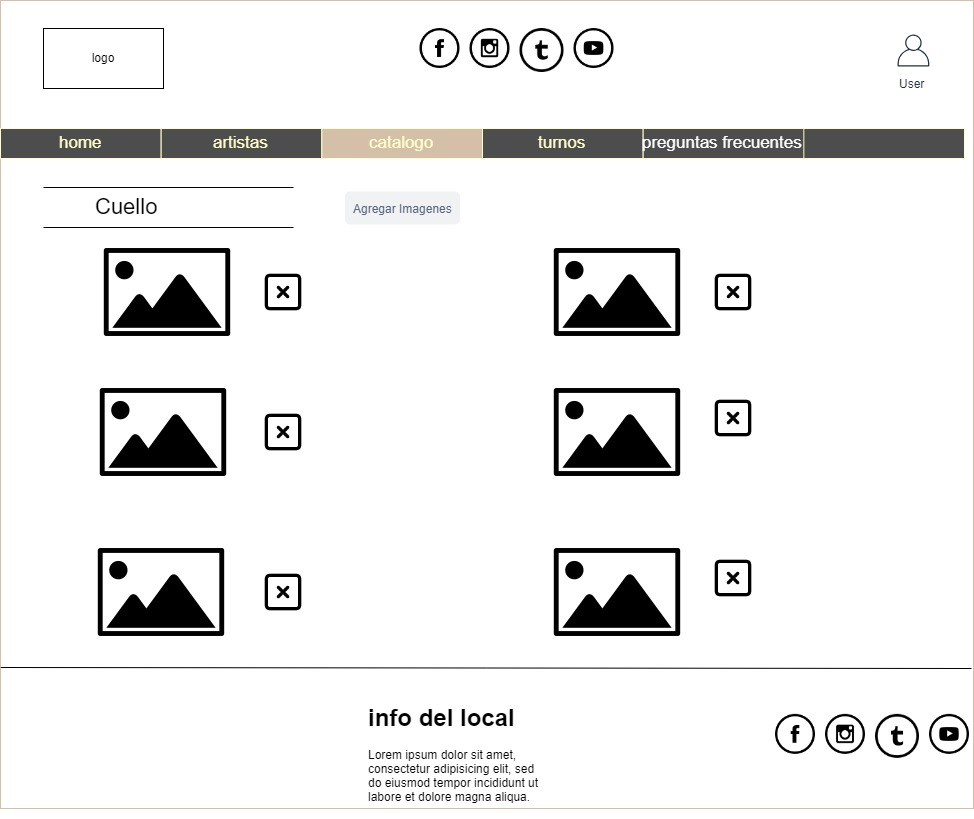 logo
User
home
artistas
catalogo
turnos
preguntas frecuentes
Cuello
Agregar Imagenes
info del local
Lorem ipsum dolor sit amet,
consectetur adipisicing elit, sed
do eiusmod tempor incididunt ut
labore et dolore magna aliqua.